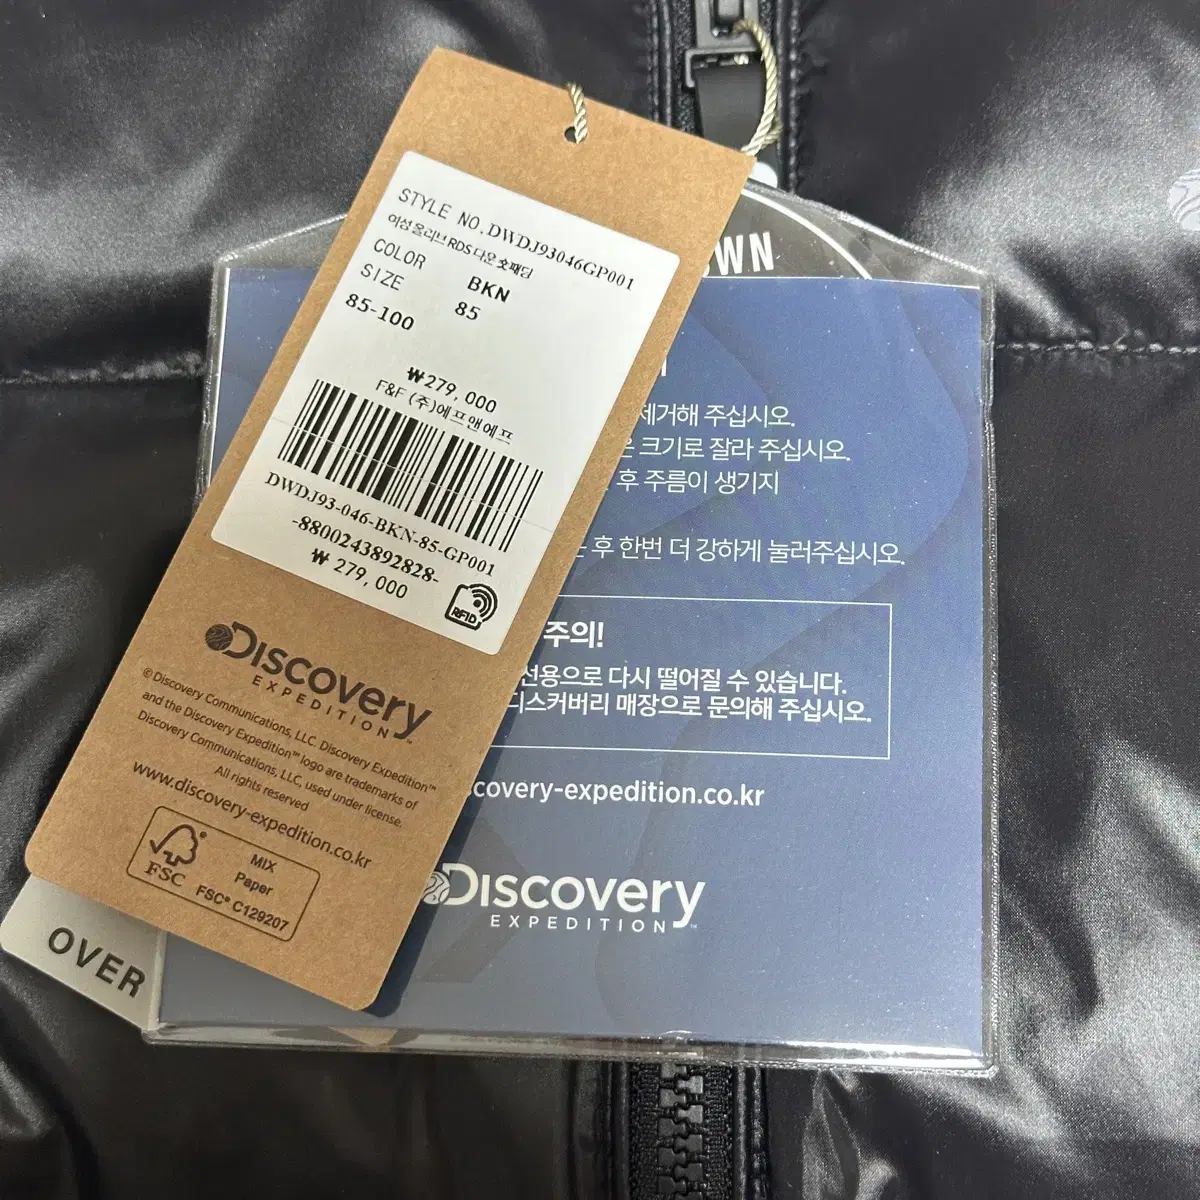 STYLE NO. DWDJ93046GP001
여성 올리브 RDS 다운 숏패딩
COLOR BKN
SIZE 85
85-100
₩279,000
F&F (주)에프앤에프
DWDJ93-046-BKN-85-GP001
-8800243892828-
₩ 279,000
RFID
DISCOVERY
EXPEDITION™
©Discovery Communications, LLC. Discovery Expedition™
and the Discovery Expedition™ logo are trademarks of
Discovery Communications, LLC, used under license.
All rights reserved
www.discovery-expedition.co.kr
FSC
MIX
Paper
FSC® C129207
OVER
WN
제거해 주십시오.
크기로 잘라 주십시오.
후 주름이 생기지
후 한번 더 강하게 눌러주십시오.
주의!
선용으로 다시 떨어질 수 있습니다.
디스커버리 매장으로 문의해 주십시오.
covery-expedition.co.kr
DISCOVERY
EXPEDITION™